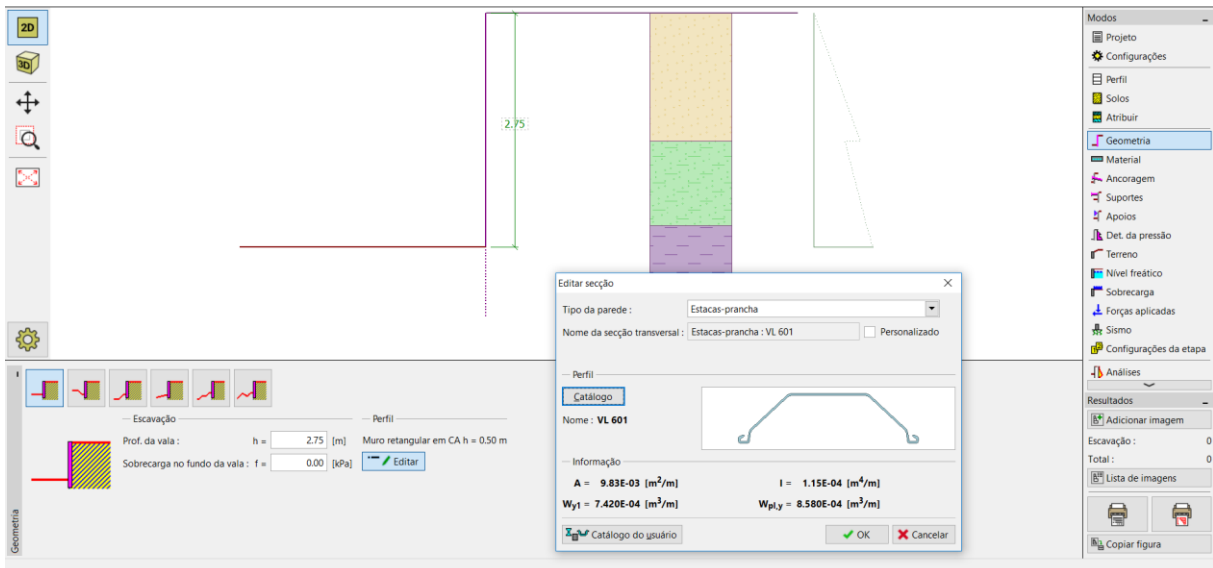 2D
3D
2.75
Modos
Projeto
Configurações
Perfil
Solos
Atribuir
Geometria
Material
Ancoragem
Suportes
Apoios
Det. da pressão
Terreno
Nível freático
Sobrecarga
Forças aplicadas
Sismo
Configurações da etapa
Análises
Resultados
Adicionar imagem
Escavação : 0
Total : 0
Lista de imagens
Copiar figura
Editar secção
Tipo da parede : Estacas-prancha
Nome da secção transversal : Estacas-prancha : VL 601 Personalizado
Perfil
Catálogo
Nome : VL 601
Informação
A = 9.83E-03 [m²/m] I = 1.15E-04 [m⁴/m]
Wy1 = 7.420E-04 [m³/m] Wpl,y = 8.580E-04 [m³/m]
Catálogo do usuário OK Cancelar
Geometria
Escavação
Prof. da vala : h = 2.75 [m]
Sobrecarga no fundo da vala : f = 0.00 [kPa]
Perfil
Muro retangular em CA h = 0.50 m
Editar